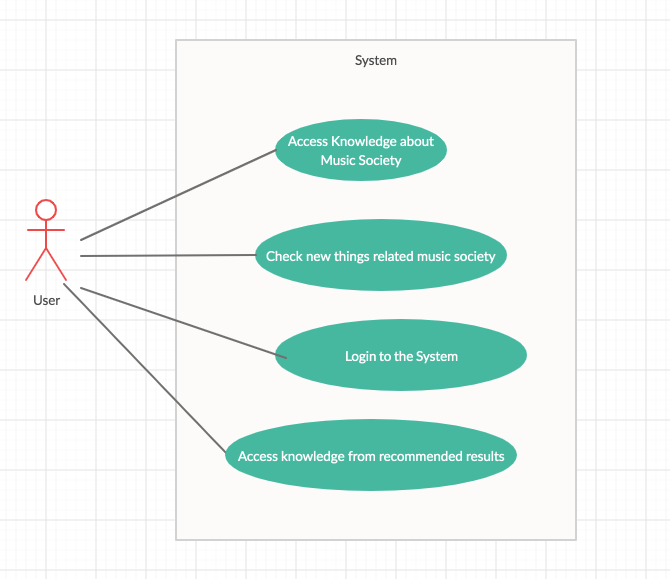 System
Access Knowledge about
Music Society
Check new things related music society
User
Login to the System
Access knowledge from recommended results